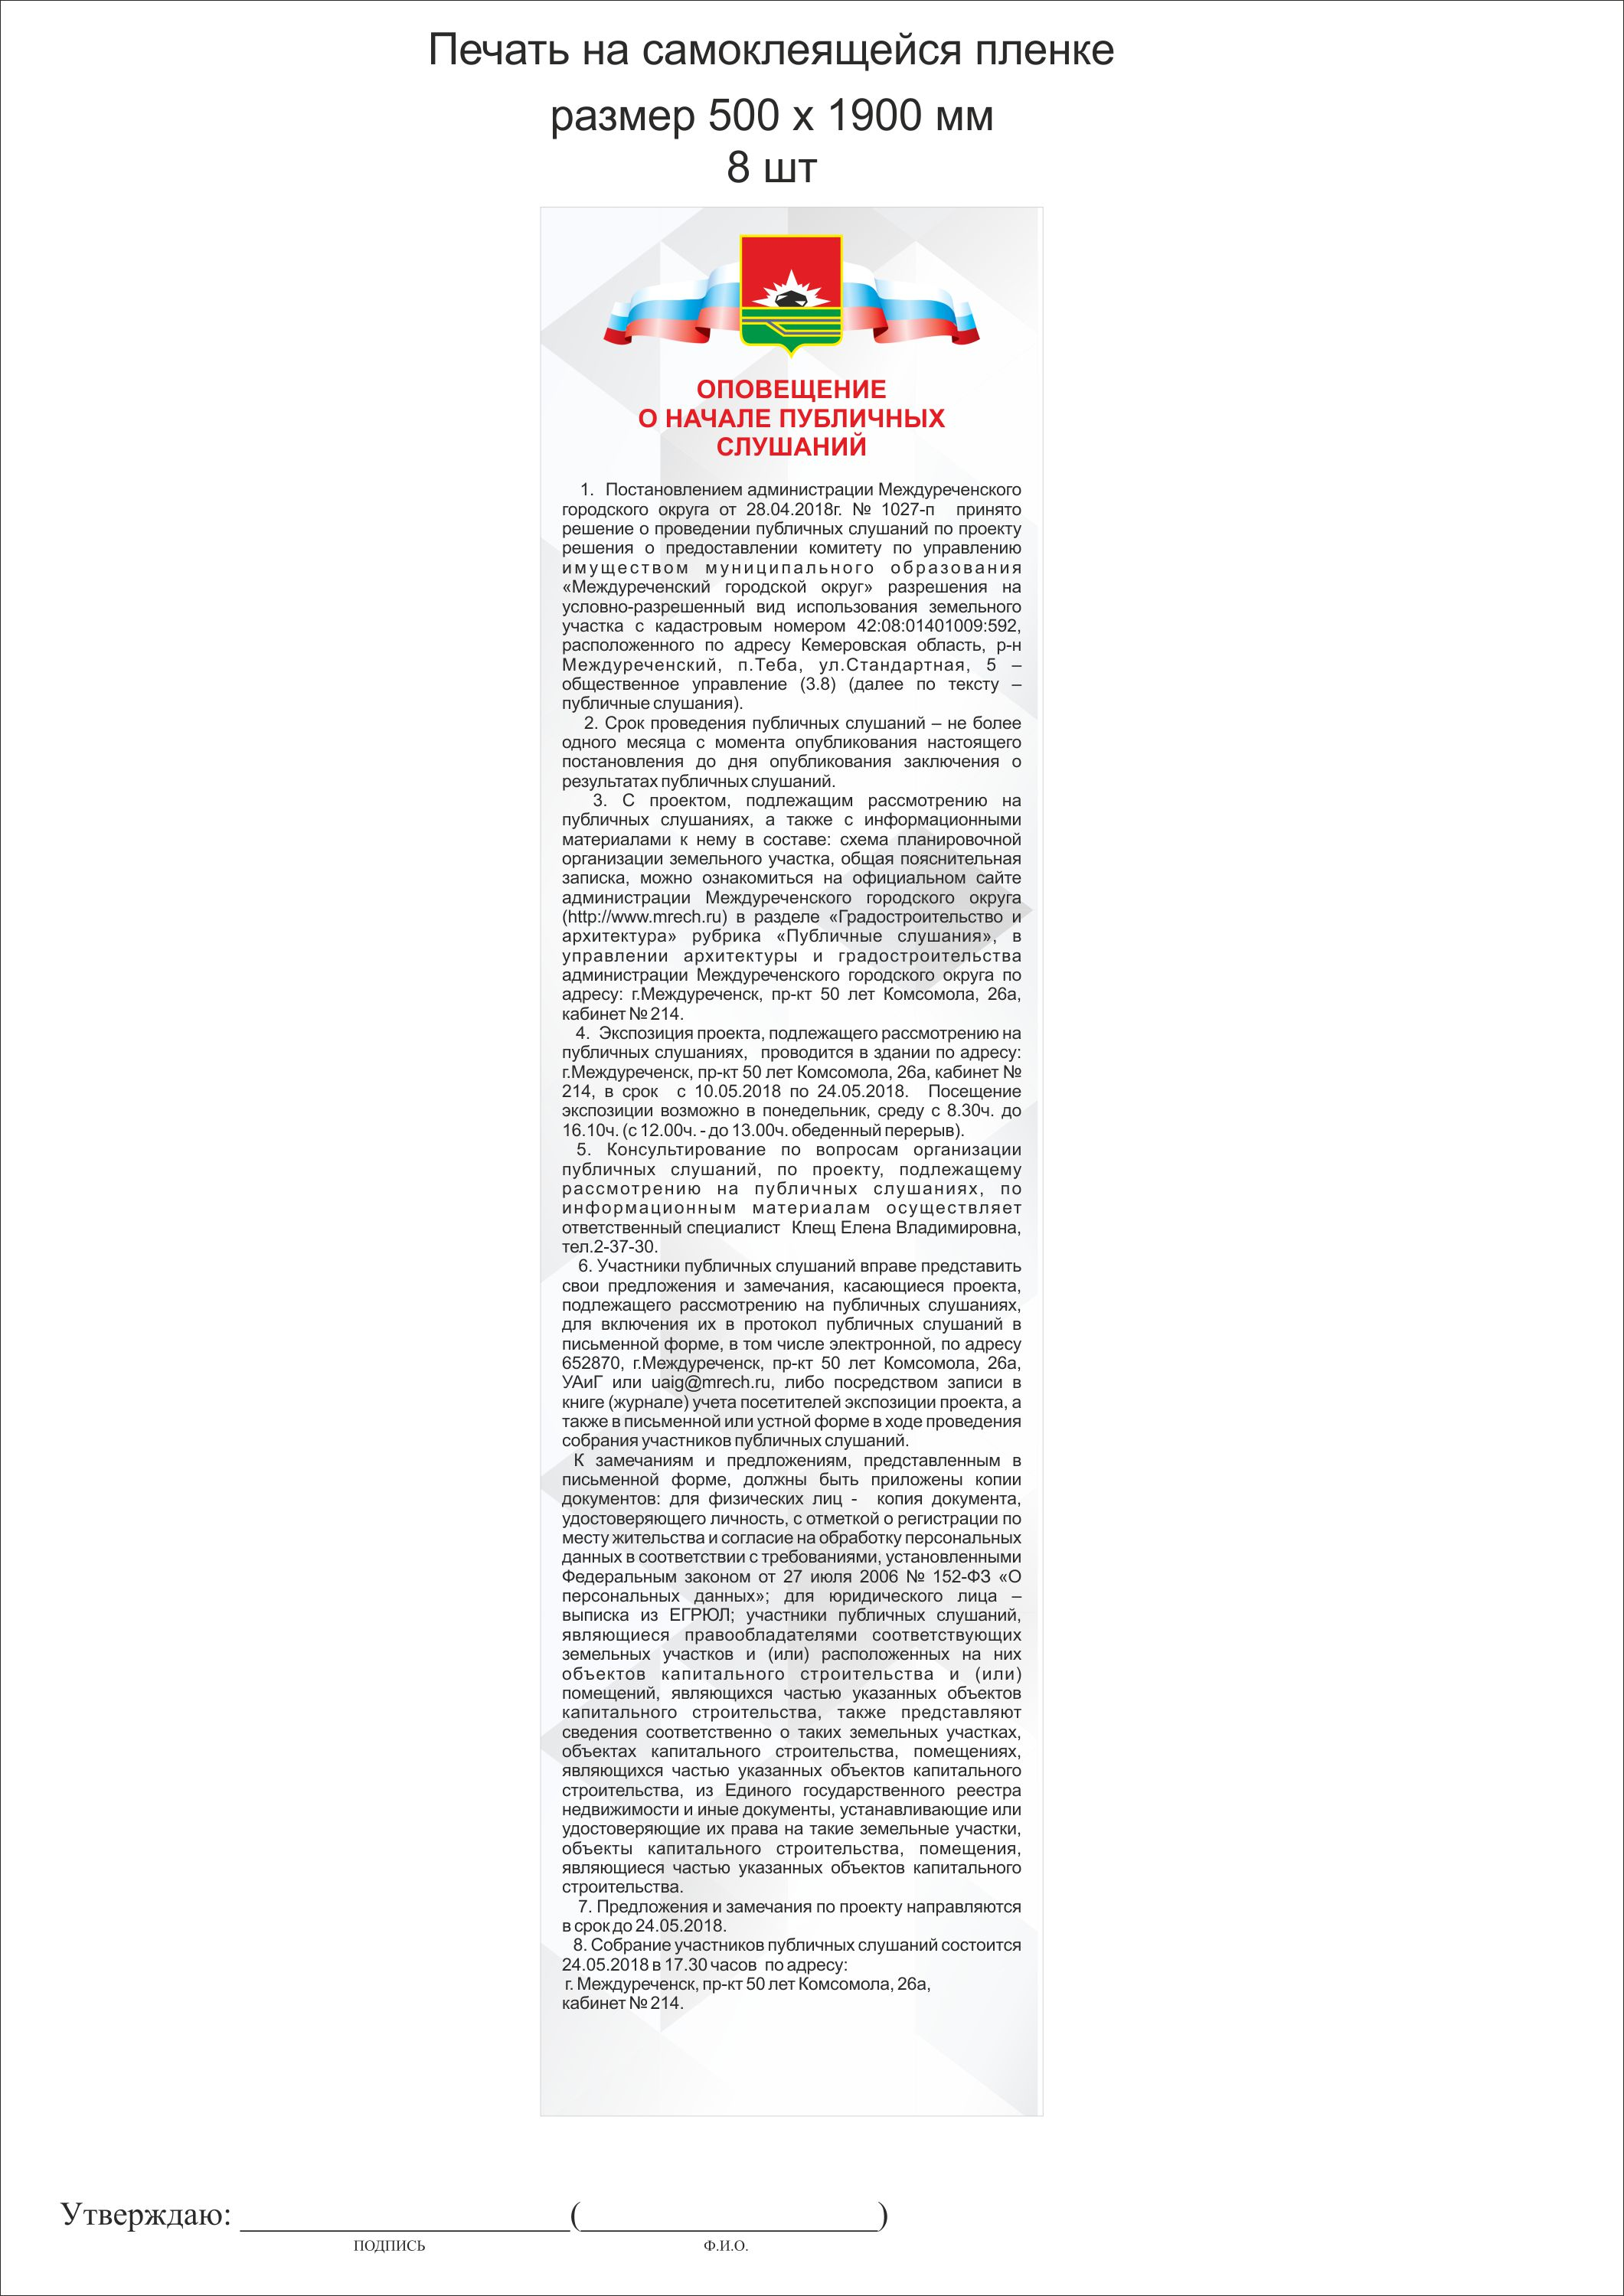 Печать на самоклеящейся пленке
размер 500 х 1900 мм
8 шт
ОПОВЕЩЕНИЕ
О НАЧАЛЕ ПУБЛИЧНЫХ
СЛУШАНИЙ
1. Постановлением администрации Междуреченского
городского округа от 28.04.2018г. № 1027-п принято
решение о проведении публичных слушаний по проекту
решения о предоставлении комитету по управлению
имуществом муниципального образования
«Междуреченский городской округ» разрешения на
условно-разрешенный вид использования земельного
участка с кадастровым номером 42:08:01401009:592,
расположенного по адресу Кемеровская область, р-н
Междуреченский, п.Теба, ул.Стандартная, 5 –
общественное управление (3.8) (далее по тексту –
публичные слушания).
2. Срок проведения публичных слушаний – не более
одного месяца с момента опубликования настоящего
постановления до дня опубликования заключения о
результатах публичных слушаний.
3. С проектом, подлежащим рассмотрению на
публичных слушаниях, а также с информационными
материалами к нему в составе: схема планировочной
организации земельного участка, общая пояснительная
записка, можно ознакомиться на официальном сайте
администрации Междуреченского городского округа
(http://www.mrech.ru) в разделе «Градостроительство и
архитектура» рубрика «Публичные слушания», в
управлении архитектуры и градостроительства
администрации Междуреченского городского округа по
адресу: г.Междуреченск, пр-кт 50 лет Комсомола, 26а,
кабинет № 214.
4. Экспозиция проекта, подлежащего рассмотрению на
публичных слушаниях, проводится в здании по адресу:
г.Междуреченск, пр-кт 50 лет Комсомола, 26а, кабинет №
214, в срок с 10.05.2018 по 24.05.2018. Посещение
экспозиции возможно в понедельник, среду с 8.30ч. до
16.10ч. (с 12.00ч. - до 13.00ч. обеденный перерыв).
5. Консультирование по вопросам организации
публичных слушаний, по проекту, подлежащему
рассмотрению на публичных слушаниях, по
информационным материалам осуществляет
ответственный специалист Клещ Елена Владимировна,
тел.2-37-30.
6. Участники публичных слушаний вправе представить
свои предложения и замечания, касающиеся проекта,
подлежащего рассмотрению на публичных слушаниях,
для включения их в протокол публичных слушаний в
письменной форме, в том числе электронной, по адресу
652870, г.Междуреченск, пр-кт 50 лет Комсомола, 26а,
УАиГ или uaig@mrech.ru, либо посредством записи в
книге (журнале) учета посетителей экспозиции проекта, а
также в письменной или устной форме в ходе проведения
собрания участников публичных слушаний.
К замечаниям и предложениям, представленным в
письменной форме, должны быть приложены копии
документов: для физических лиц - копия документа,
удостоверяющего личность, с отметкой о регистрации по
месту жительства и согласие на обработку персональных
данных в соответствии с требованиями, установленными
Федеральным законом от 27 июля 2006 № 152-ФЗ «О
персональных данных»; для юридического лица –
выписка из ЕГРЮЛ; участники публичных слушаний,
являющиеся правообладателями соответствующих
земельных участков и (или) расположенных на них
объектов капитального строительства и (или)
помещений, являющихся частью указанных объектов
капитального строительства, также представляют
сведения соответственно о таких земельных участках,
объектах капитального строительства, помещениях,
являющихся частью указанных объектов капитального
строительства, из Единого государственного реестра
недвижимости и иные документы, устанавливающие или
удостоверяющие их права на такие земельные участки,
объекты капитального строительства, помещения,
являющиеся частью указанных объектов капитального
строительства.
7. Предложения и замечания по проекту направляются
в срок до 24.05.2018.
8. Собрание участников публичных слушаний состоится
24.05.2018 в 17.30 часов по адресу:
г. Междуреченск, пр-кт 50 лет Комсомола, 26а,
кабинет № 214.
Утверждаю: ____________________(__________________)
подпись Ф.И.О.